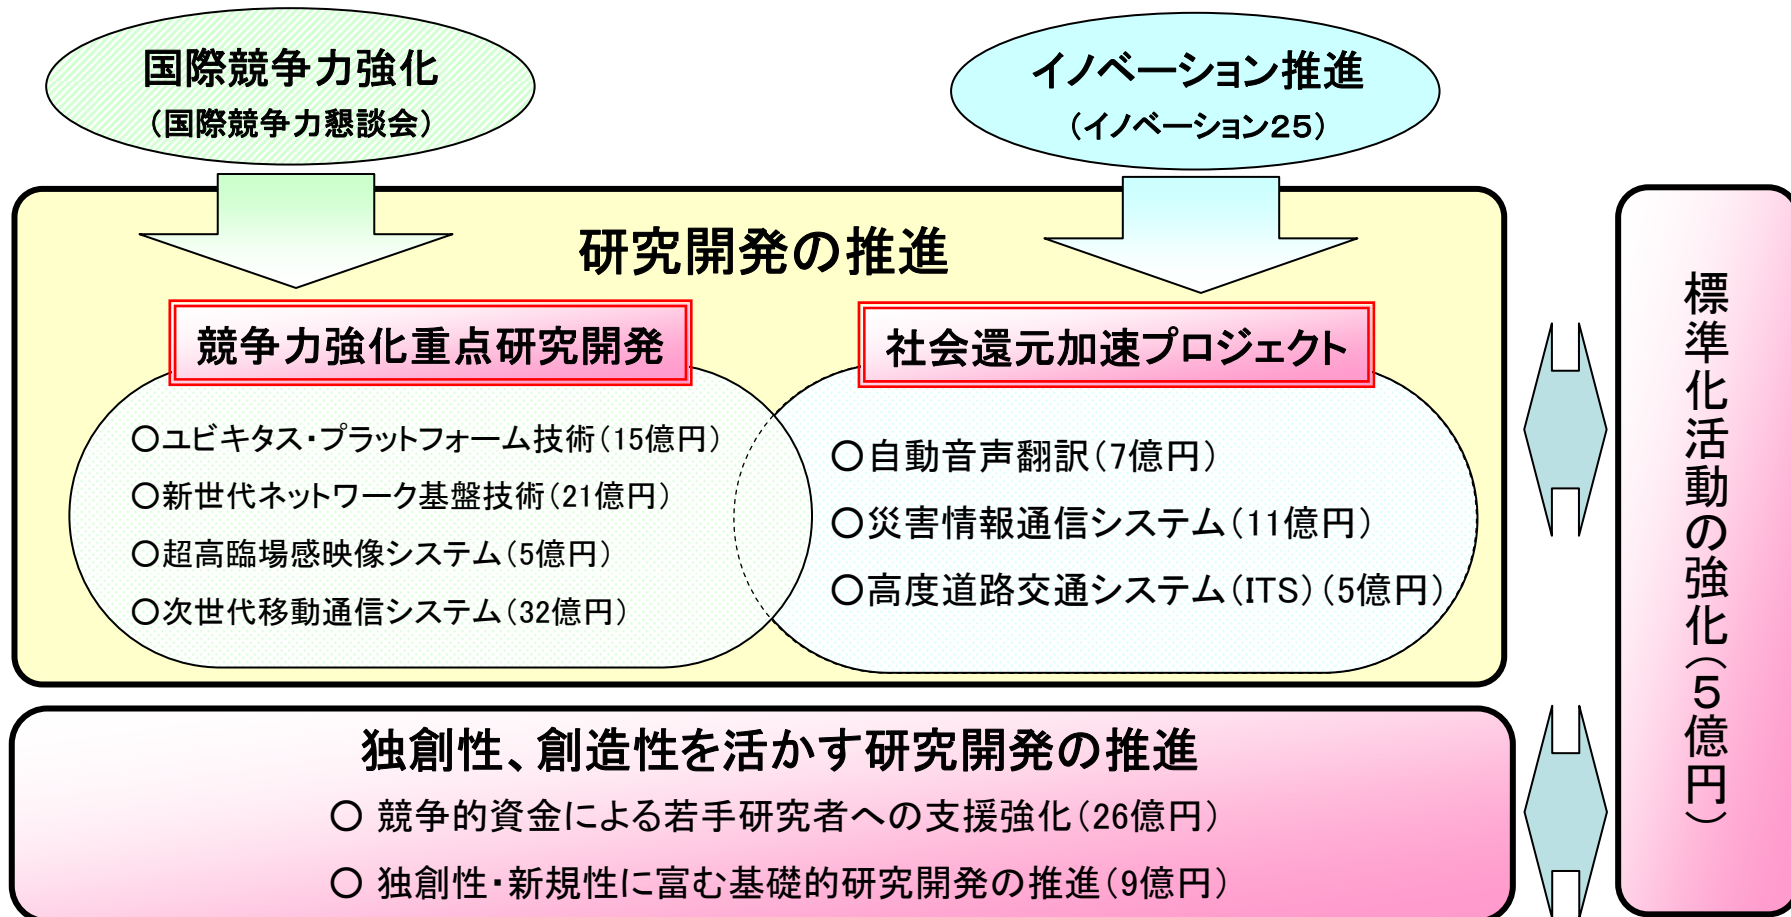 国際競争力強化
（国際競争力懇談会）
イノベーション推進
（イノベーション２５）
研究開発の推進
競争力強化重点研究開発
○ユビキタス・プラットフォーム技術（15億円）
○新世代ネットワーク基盤技術（21億円）
○超高臨場感映像システム（5億円）
○次世代移動通信システム（32億円）
社会還元加速プロジェクト
○自動音声翻訳（7億円）
○災害情報通信システム（11億円）
○高度道路交通システム（ITS）（5億円）
標準化活動の強化（５億円）
独創性、創造性を活かす研究開発の推進
○ 競争的資金による若手研究者への支援強化（26億円）
○ 独創性・新規性に富む基礎的研究開発の推進（9億円）